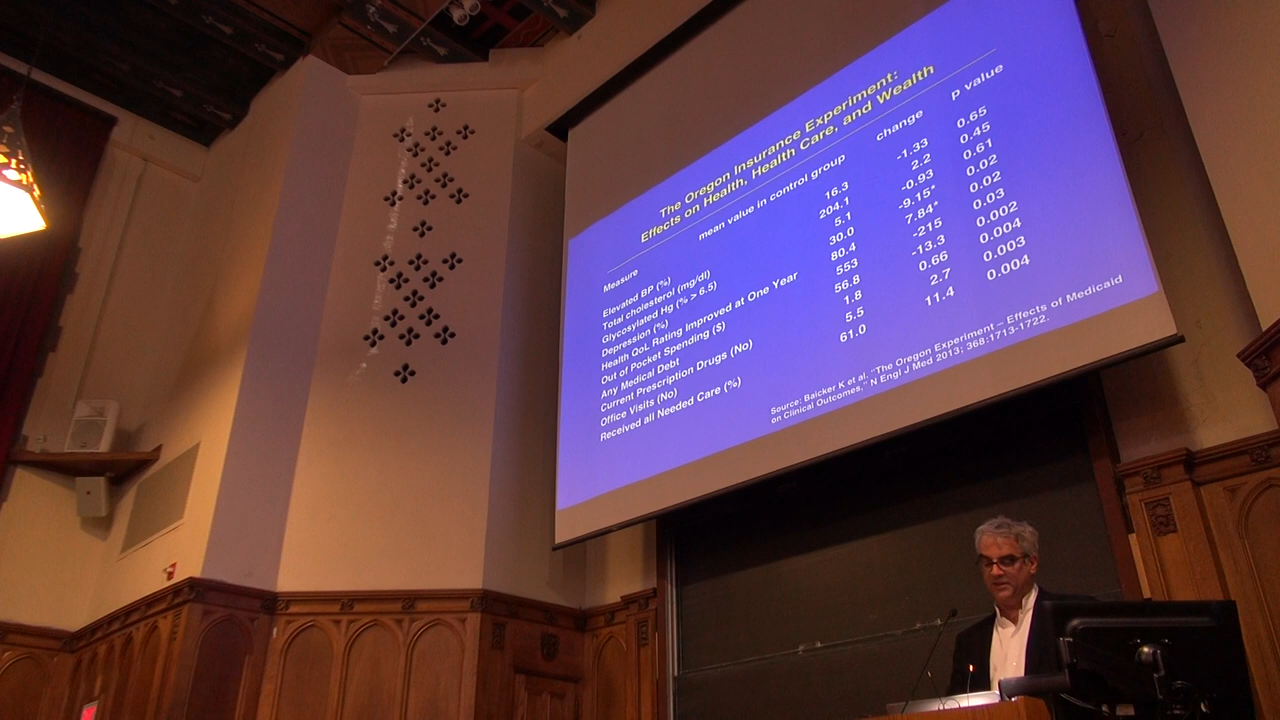 The Oregon Insurance Experiment:
Effects on Health, Health Care, and Wealth
Measure mean value in control group change p value
Elevated BP (%) 16.3 -1.33 0.65
Total cholesterol (mg/dl) 204.1 2.2 0.45
Glycosylated Hg (% > 6.5) 5.1 -0.93 0.61
Depression (%) 30.0 -9.15* 0.02
Health QoL Rating Improved at One Year 80.4 7.84* 0.02
Out of Pocket Spending ($) 553 -215 0.03
Any Medical Debt 56.8 -13.3 0.002
Current Prescription Drugs (No) 1.8 0.66 0.004
Office Visits (No) 5.5 2.7 0.003
Received all Needed Care (%) 61.0 11.4 0.004
Source: Baicker K et al. "The Oregon Experiment – Effects of Medicaid
on Clinical Outcomes," N Engl J Med 2013; 368:1713-1722.